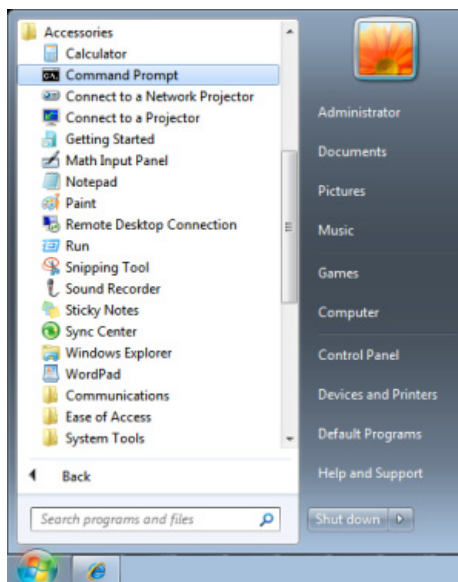 Accessories
Calculator
Command Prompt
Connect to a Network Projector
Connect to a Projector
Getting Started
Math Input Panel
Notepad
Paint
Remote Desktop Connection
Run
Snipping Tool
Sound Recorder
Sticky Notes
Sync Center
Windows Explorer
WordPad
Communications
Ease of Access
System Tools
Back
Search programs and files
Administrator
Documents
Pictures
Music
Games
Computer
Control Panel
Devices and Printers
Default Programs
Help and Support
Shut down